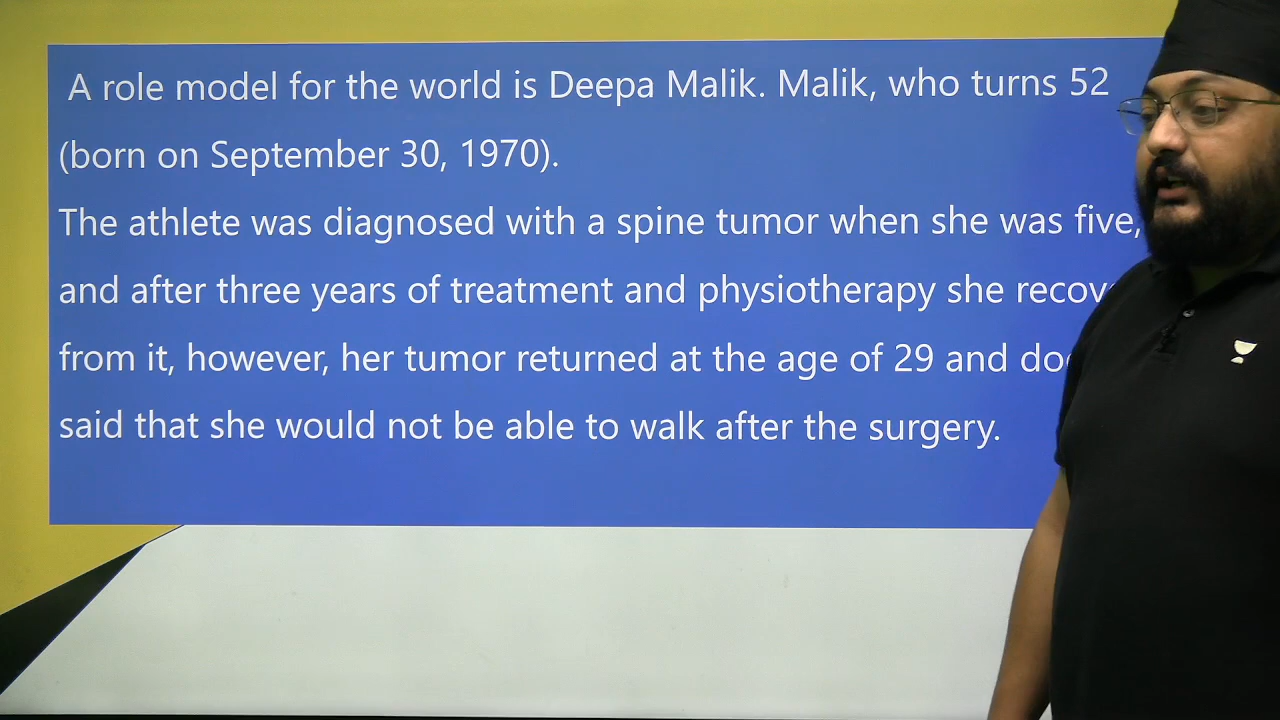 A role model for the world is Deepa Malik. Malik, who turns 52
(born on September 30, 1970).
The athlete was diagnosed with a spine tumor when she was five,
and after three years of treatment and physiotherapy she
from it, however, her tumor returned at the age of 29 and
said that she would not be able to walk after the surgery.